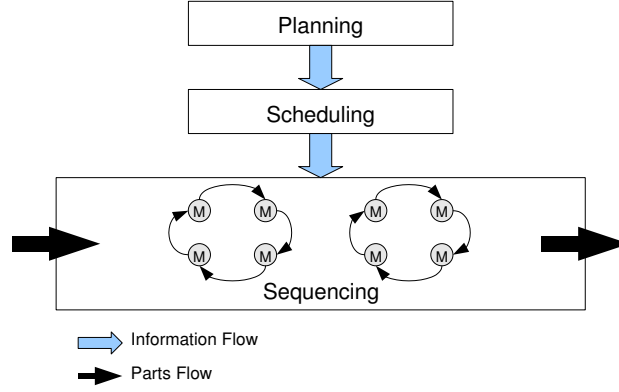 Planning
Scheduling
M M M M
M M M M
Sequencing
Information Flow
Parts Flow